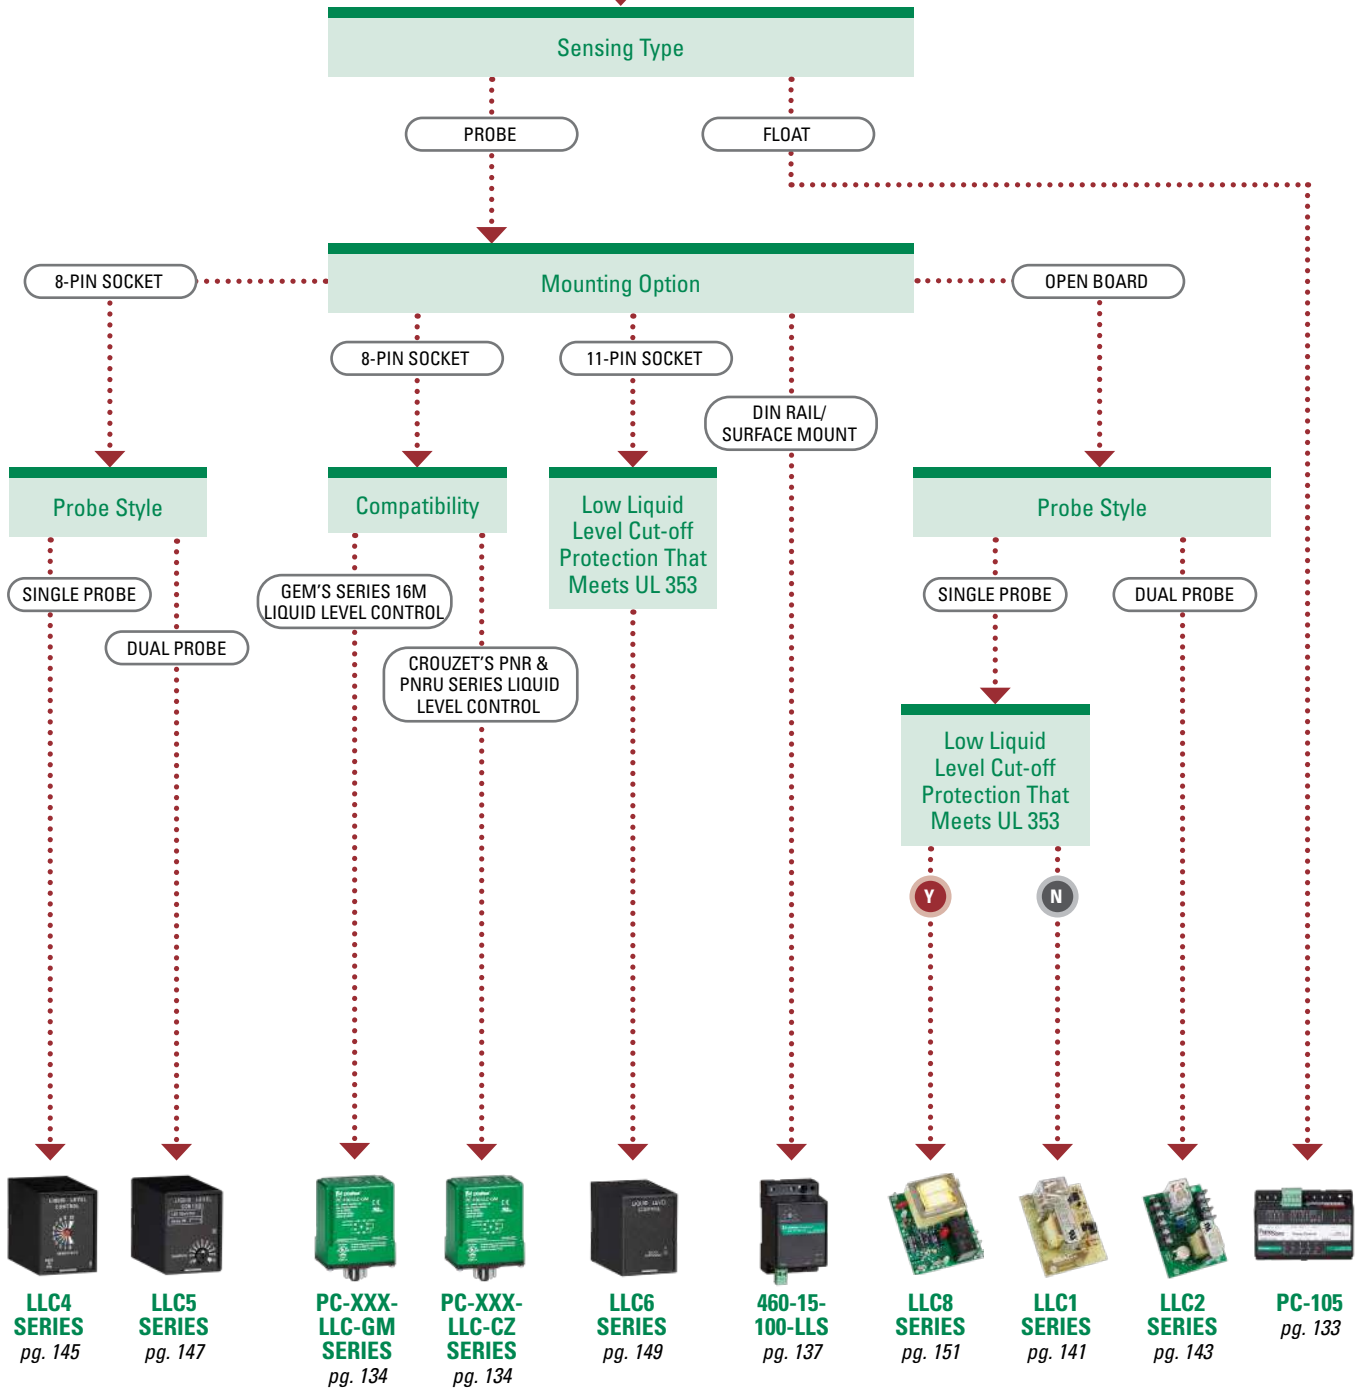 Sensing Type
PROBE
FLOAT
8-PIN SOCKET
Mounting Option
OPEN BOARD
8-PIN SOCKET
11-PIN SOCKET
DIN RAIL/
SURFACE MOUNT
Probe Style
Compatibility
Low Liquid
Level Cut-off
Protection That
Meets UL 353
Probe Style
SINGLE PROBE
DUAL PROBE
GEM'S SERIES 16M
LIQUID LEVEL CONTROL
CROUZET'S PNR &
PNRU SERIES LIQUID
LEVEL CONTROL
SINGLE PROBE
DUAL PROBE
Low Liquid
Level Cut-off
Protection That
Meets UL 353
Y
N
LIQUID LEVEL
CONTROL
LLC4
SERIES
pg. 145
LLC5
SERIES
pg. 147
PC-XXX-
LLC-GM
SERIES
pg. 134
PC-XXX-
LLC-CZ
SERIES
pg. 134
LLC6
SERIES
pg. 149
460-15-
100-LLS
pg. 137
LLC8
SERIES
pg. 151
LLC1
SERIES
pg. 141
LLC2
SERIES
pg. 143
PC-105
pg. 133